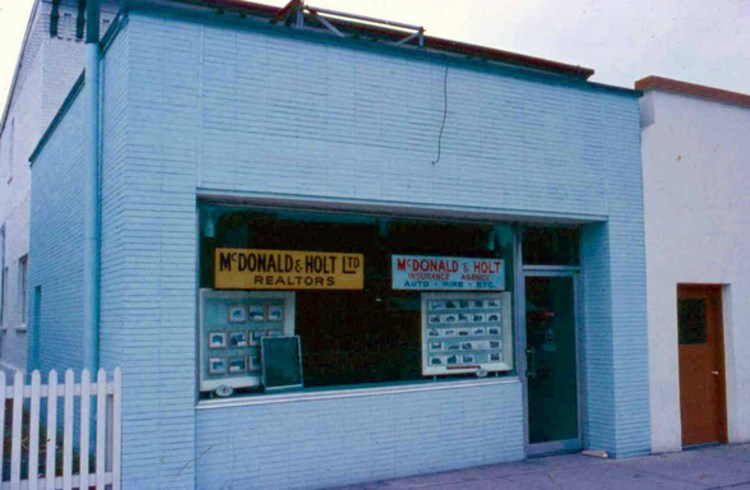 McDONALD & HOLT LTD
REALTORS
McDONALD & HOLT
INSURANCE AGENCY
AUTO · FIRE · ETC.